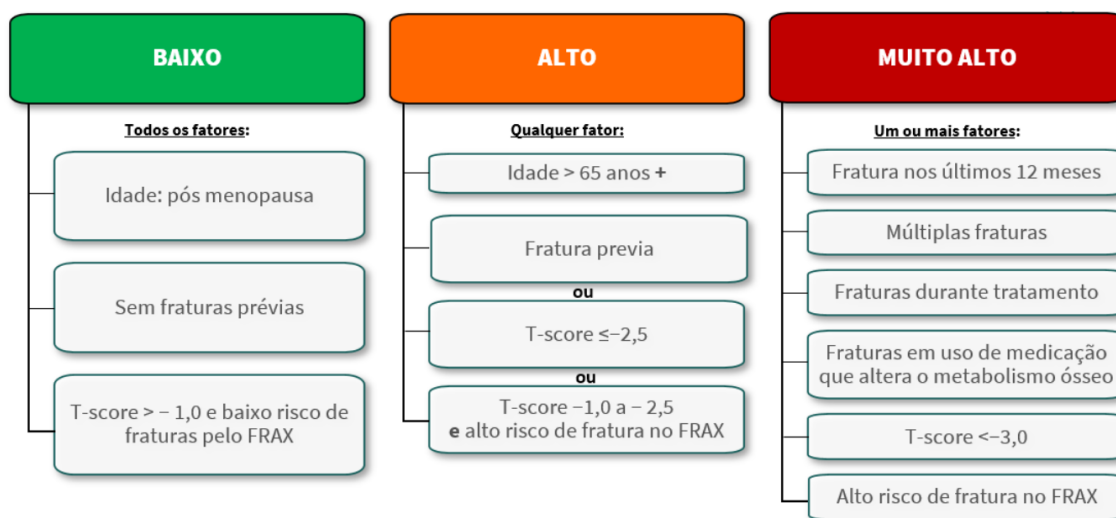 BAIXO
Todos os fatores:
Idade: pós menopausa
Sem fraturas prévias
T-score > − 1,0 e baixo risco de
fraturas pelo FRAX
ALTO
Qualquer fator:
Idade > 65 anos +
Fratura previa
ou
T-score ≤−2,5
ou
T-score −1,0 a − 2,5
e alto risco de fratura no FRAX
MUITO ALTO
Um ou mais fatores:
Fratura nos últimos 12 meses
Múltiplas fraturas
Fraturas durante tratamento
Fraturas em uso de medicação
que altera o metabolismo ósseo
T-score <−3,0
Alto risco de fratura no FRAX